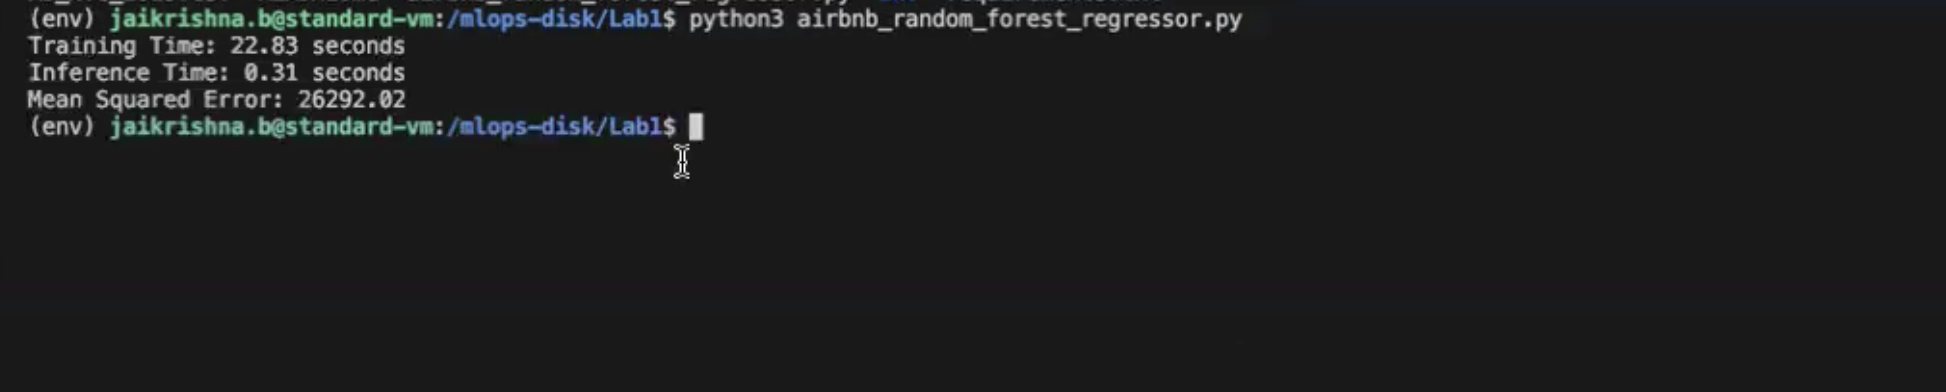 (env) jaikrishna.b@standard-vm:/mlops-disk/Lab1$ python3 airbnb_random_forest_regressor.py
Training Time: 22.83 seconds
Inference Time: 0.31 seconds
Mean Squared Error: 26292.02
(env) jaikrishna.b@standard-vm:/mlops-disk/Lab1$